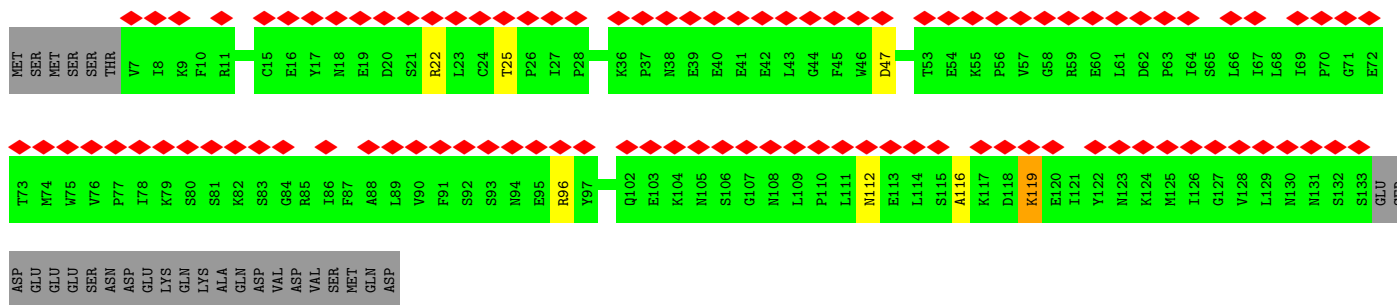 MET SER MET SER SER THR V7 I8 K9 F10 R11 C15 E16 Y17 N18 E19 D20 S21 R22 L23 C24 T25 P26 I27 P28 K36 P37 N38 E39 E40 E41 E42 L43 G44 F45 W46 D47 T53 E54 K55 P56 V57 G58 R59 E60 L61 D62 P63 I64 S65 L66 I67 L68 I69 P70 G71 E72
T73 M74 W75 V76 P77 I78 K79 S80 S81 K82 S83 G84 R85 I86 F87 A88 L89 V90 F91 S92 S93 N94 E95 R96 Y97 Q102 E103 K104 N105 S106 G107 N108 L109 P110 L111 N112 E113 L114 S115 A116 K117 D118 K119 E120 I121 Y122 N123 K124 M125 I126 G127 V128 L129 N130 N131 S132 S133 GLU SER
ASP GLU GLU GLU SER ASN ASP GLU LYS GLN LYS ALA GLN ASP VAL ASP VAL SER MET GLN ASP